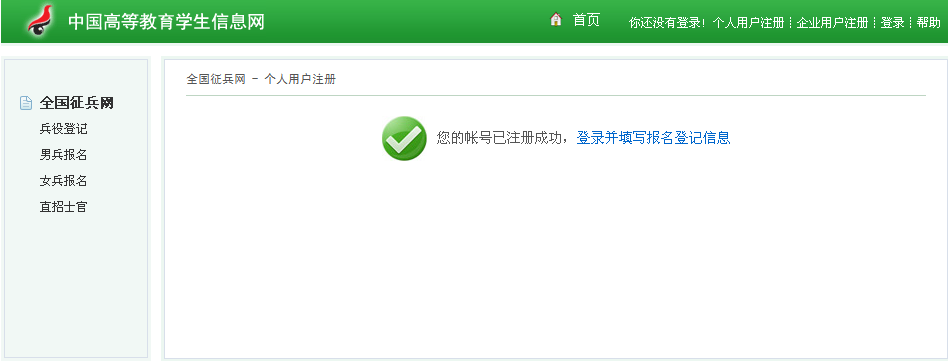 中国高等教育学生信息网
首页
你还没有登录! 个人用户注册┊企业用户注册┊登录┊帮助
全国征兵网
兵役登记
男兵报名
女兵报名
直招士官
全国征兵网 - 个人用户注册
您的帐号已注册成功，登录并填写报名登记信息